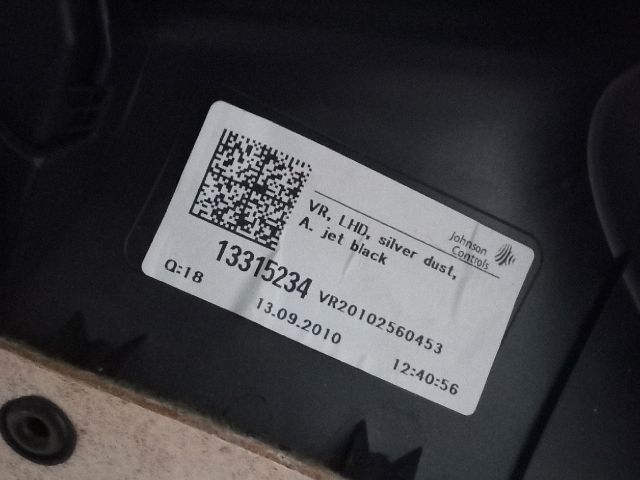 VR, LHD, silver dust,
A. jet black
Johnson
Controls
13315234 VR20102560453
Q:18 13.09.2010 12:40:56